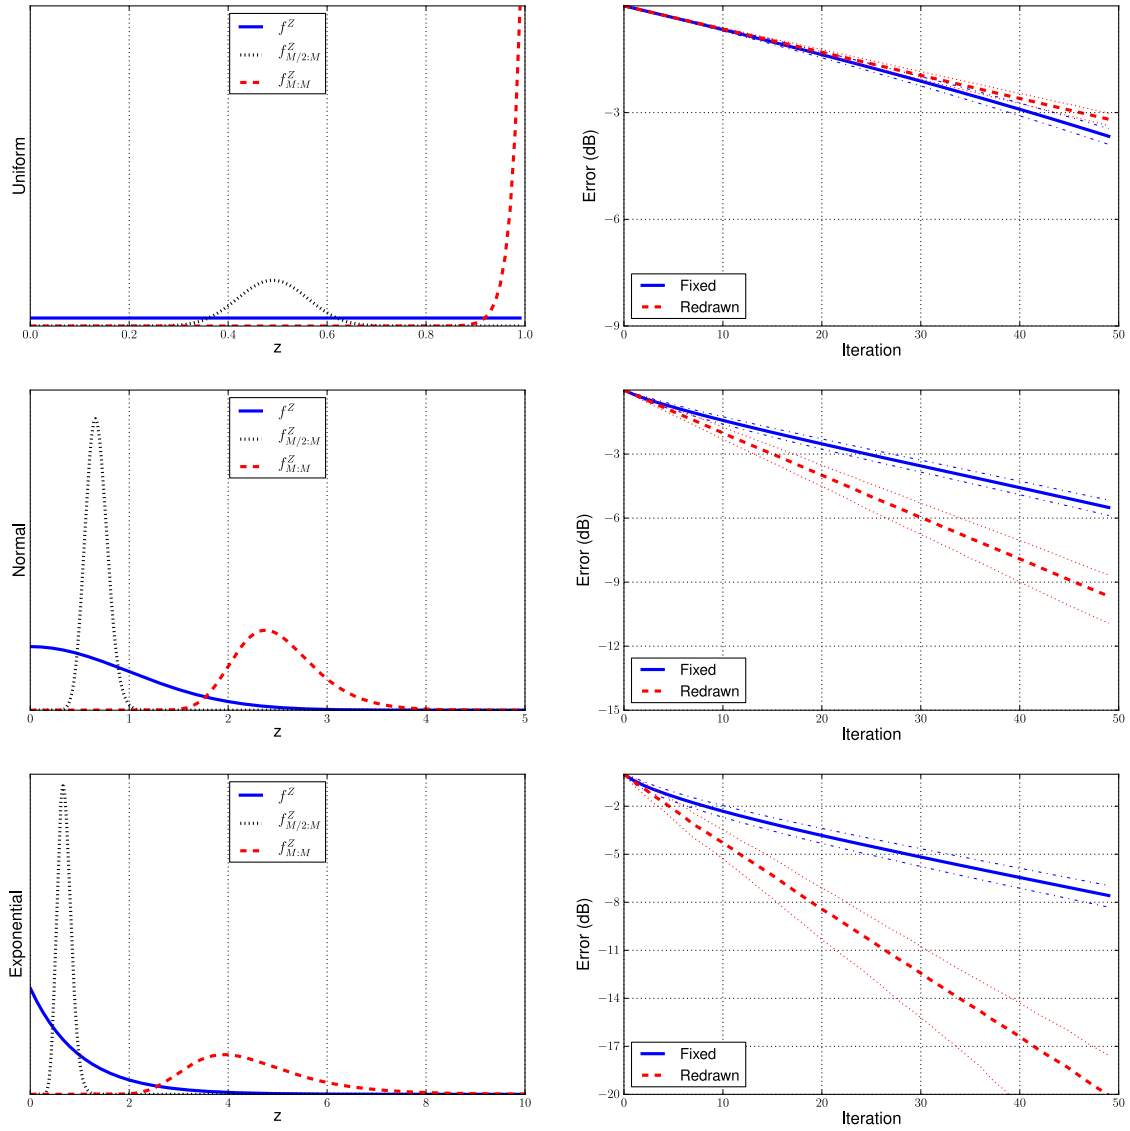 Uniform
f^Z
f^Z_{M/2:M}
f^Z_{M:M}
0.0 0.2 0.4 0.6 0.8 1.0
z
Error (dB)
−3
−6
−9
Fixed
Redrawn
0 10 20 30 40 50
Iteration
Normal
f^Z
f^Z_{M/2:M}
f^Z_{M:M}
0 1 2 3 4 5
z
Error (dB)
−3
−6
−9
−12
−15
Fixed
Redrawn
0 10 20 30 40 50
Iteration
Exponential
f^Z
f^Z_{M/2:M}
f^Z_{M:M}
0 2 4 6 8 10
z
Error (dB)
−2
−5
−8
−11
−14
−17
−20
Fixed
Redrawn
0 10 20 30 40 50
Iteration